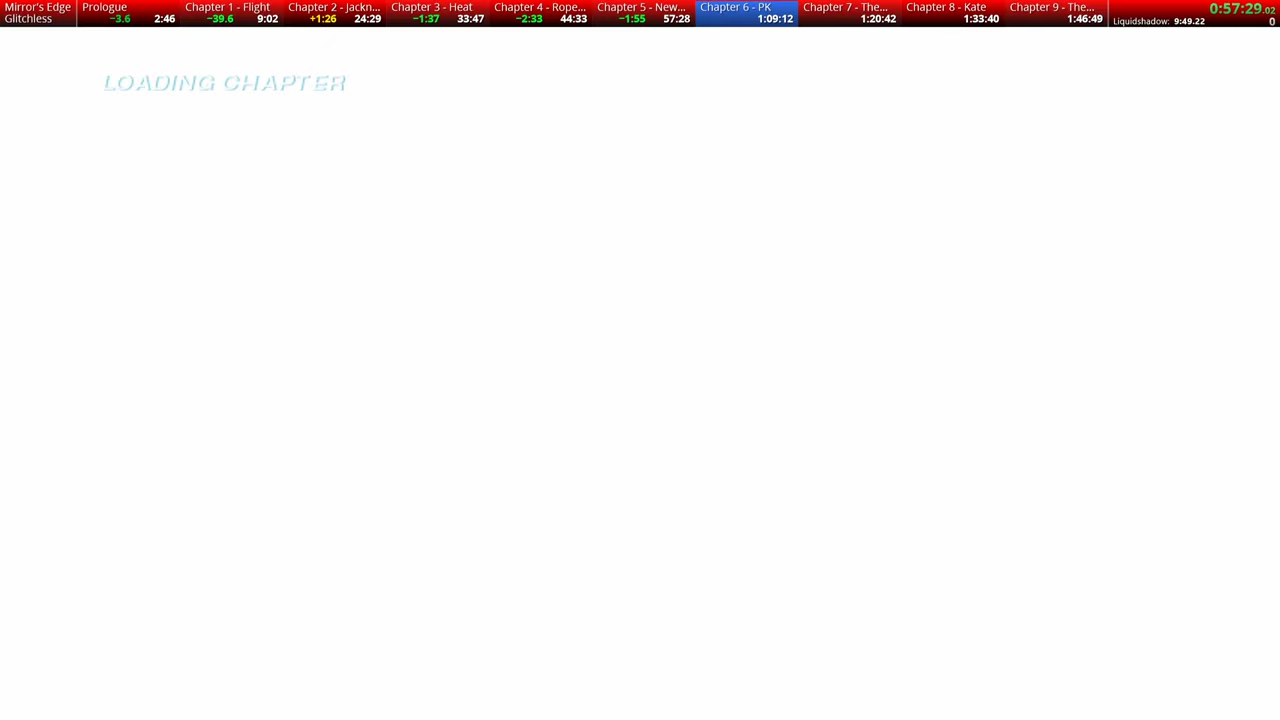 Mirror's Edge
Glitchless
Prologue
−3.6 2:46
Chapter 1 - Flight
−39.6 9:02
Chapter 2 - Jackn...
+1:26 24:29
Chapter 3 - Heat
−1:37 33:47
Chapter 4 - Rope...
−2:33 44:33
Chapter 5 - New...
−1:55 57:28
Chapter 6 - PK
1:09:12
Chapter 7 - The...
1:20:42
Chapter 8 - Kate
1:33:40
Chapter 9 - The...
1:46:49
0:57:29.02
Liquidshadow: 9:49.22 0
LOADING CHAPTER